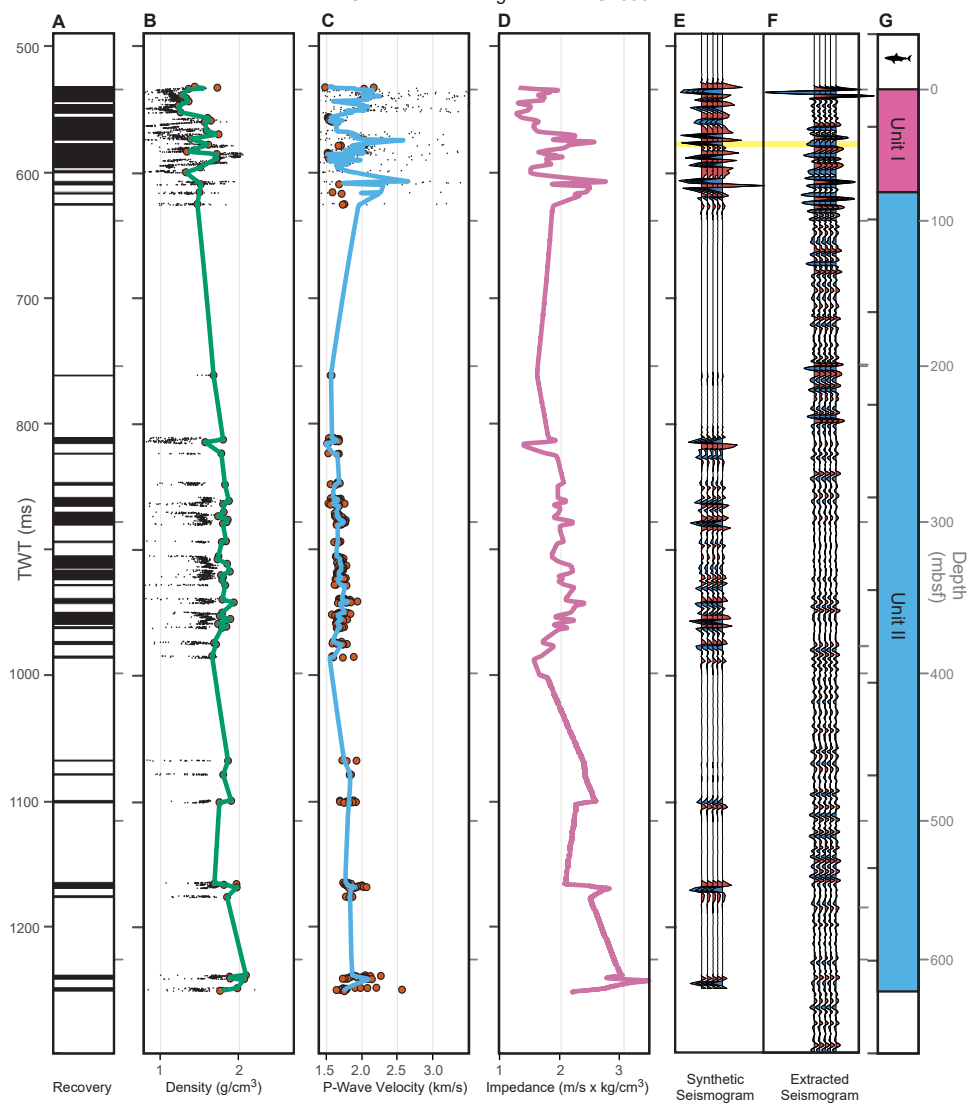 A B C D E F G
500
600
700
800
900
1000
1100
1200
TWT (ms)
0
100
200
300
400
500
600
Depth
(mbsf)
Unit I
Unit II
1 2
1.5 2.0 2.5 3.0
1 2 3
Recovery
Density (g/cm³)
P-Wave Velocity (km/s)
Impedance (m/s x kg/cm³)
Synthetic
Seismogram
Extracted
Seismogram